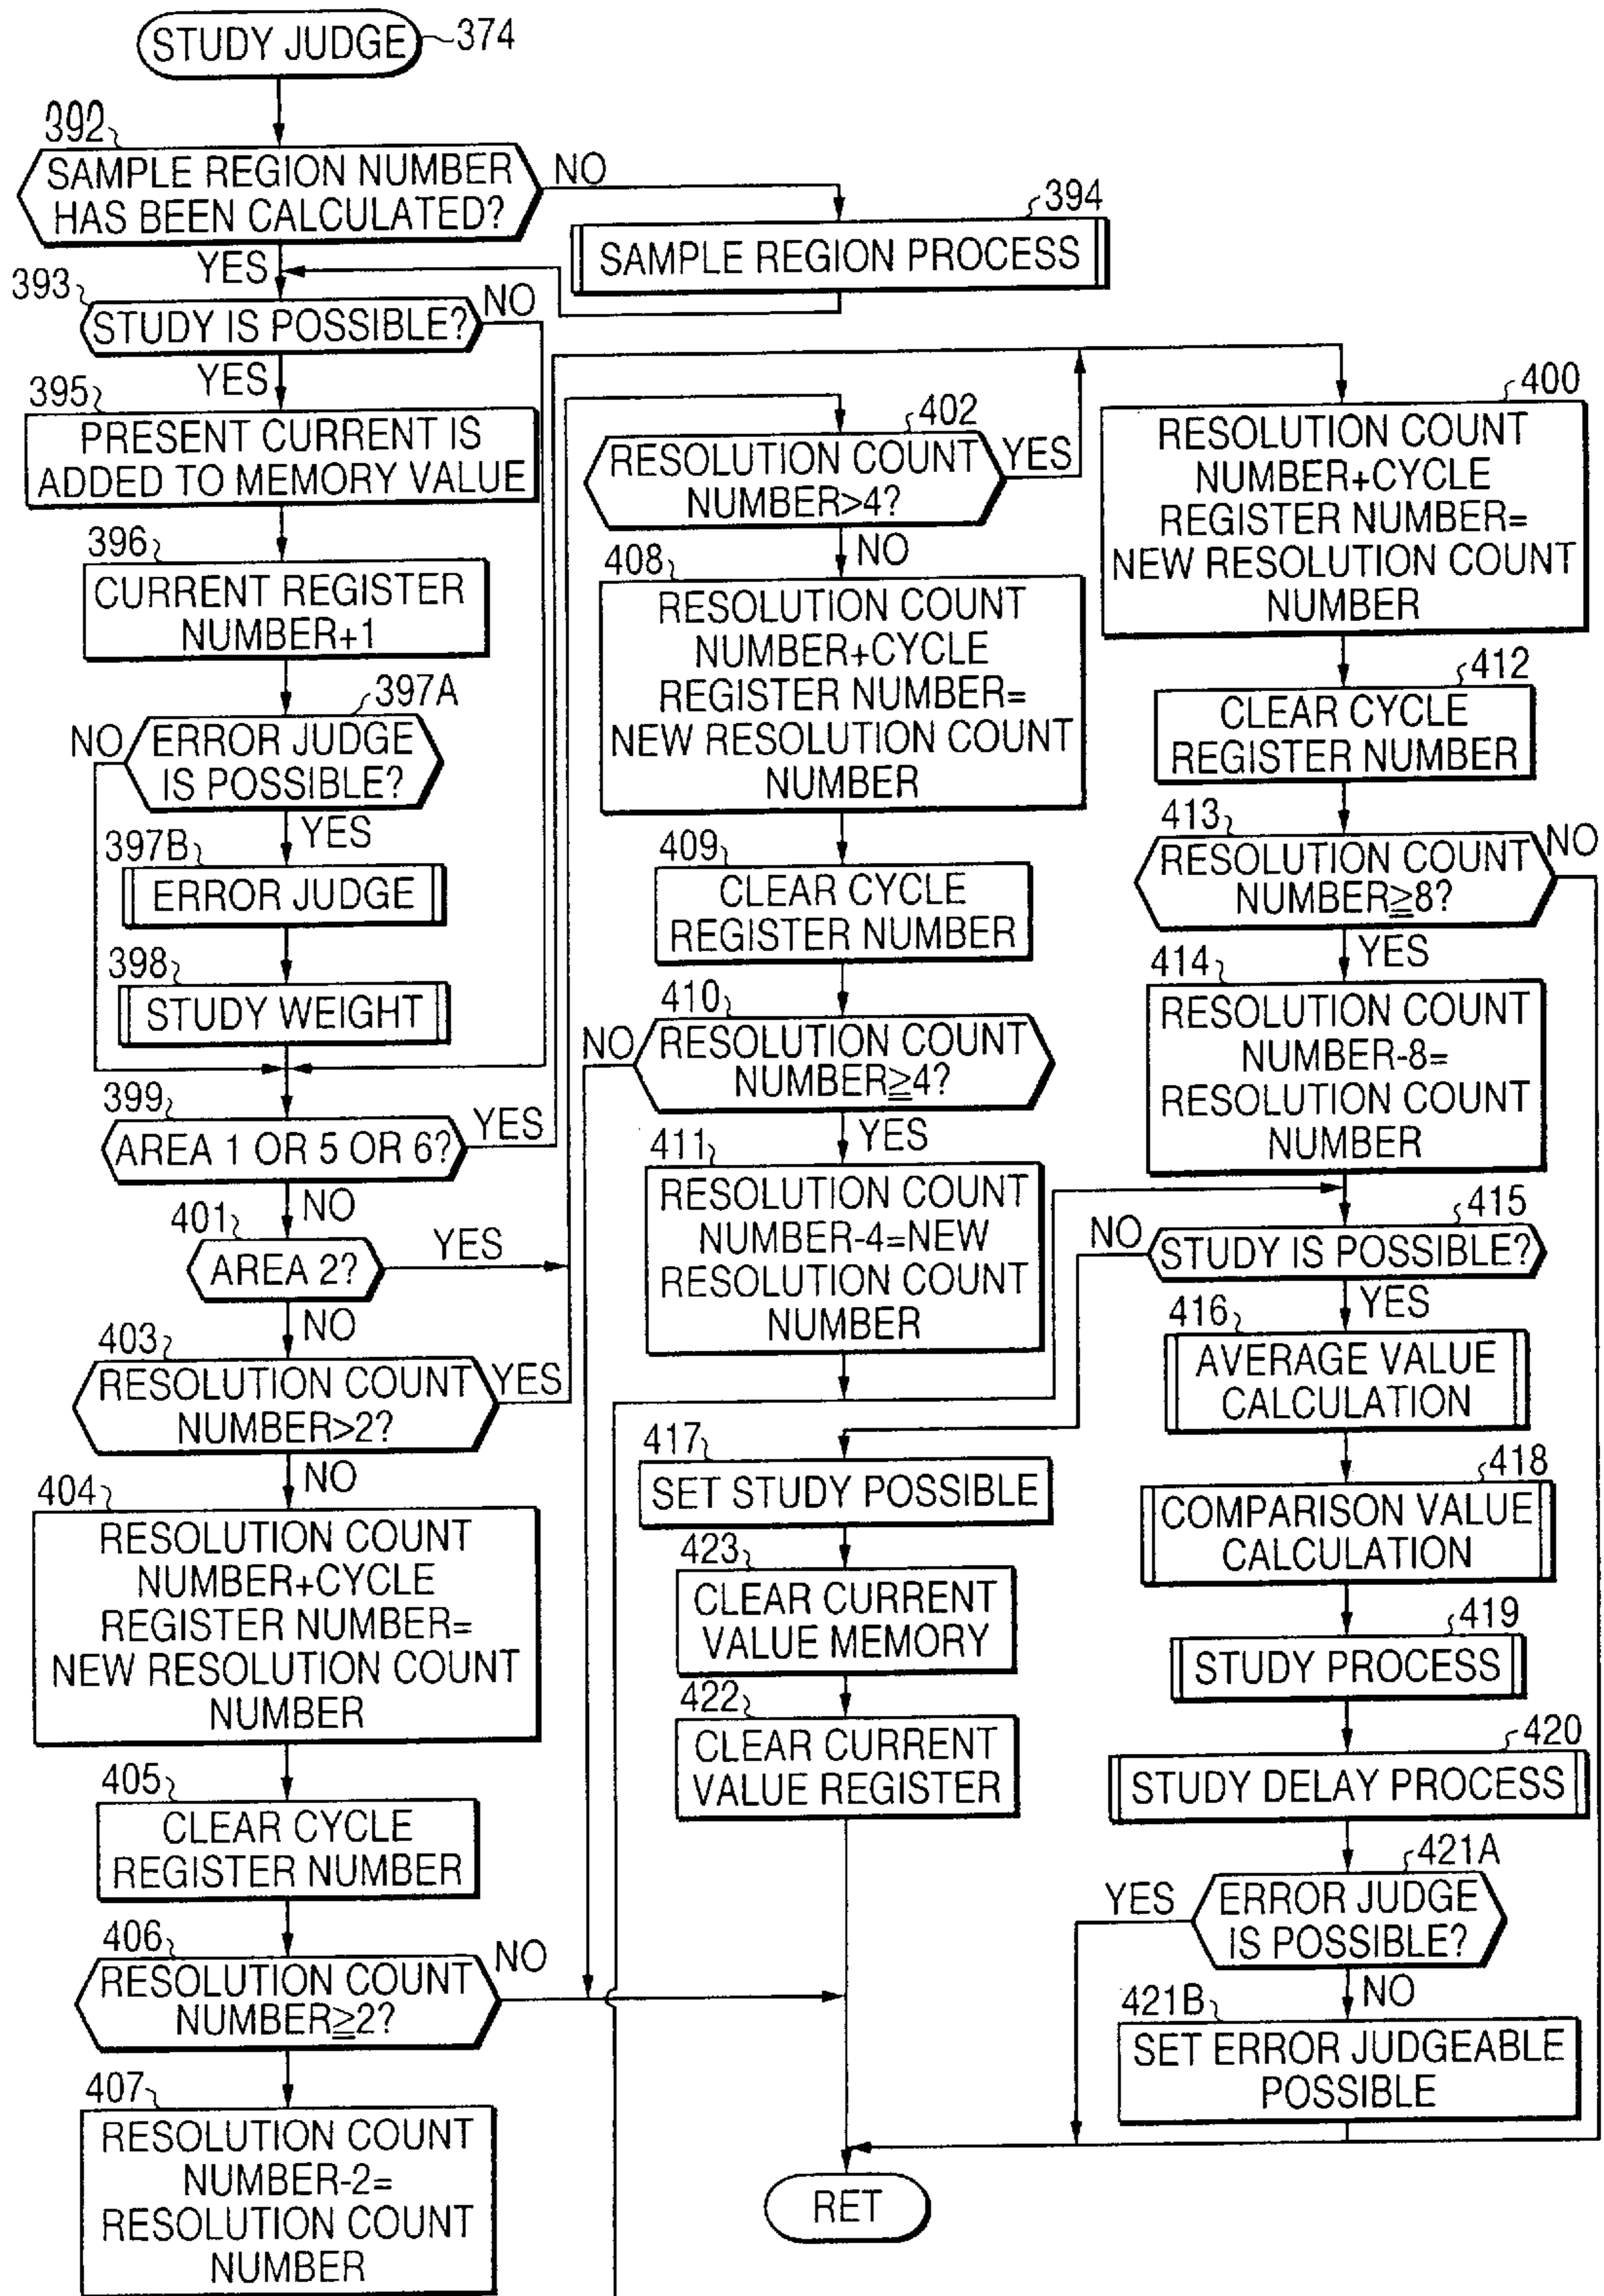 STUDY JUDGE
374
392
SAMPLE REGION NUMBER
HAS BEEN CALCULATED?
NO
YES
394
SAMPLE REGION PROCESS
393
STUDY IS POSSIBLE?
NO
YES
395
PRESENT CURRENT IS
ADDED TO MEMORY VALUE
396
CURRENT REGISTER
NUMBER+1
397A
NO
ERROR JUDGE
IS POSSIBLE?
YES
397B
ERROR JUDGE
398
STUDY WEIGHT
399
AREA 1 OR 5 OR 6?
YES
NO
401
AREA 2?
YES
NO
403
RESOLUTION COUNT
NUMBER>2?
YES
NO
404
RESOLUTION COUNT
NUMBER+CYCLE
REGISTER NUMBER=
NEW RESOLUTION COUNT
NUMBER
405
CLEAR CYCLE
REGISTER NUMBER
406
RESOLUTION COUNT
NUMBER≧2?
NO
407
RESOLUTION COUNT
NUMBER-2=
RESOLUTION COUNT
NUMBER
402
RESOLUTION COUNT
NUMBER>4?
YES
NO
408
RESOLUTION COUNT
NUMBER+CYCLE
REGISTER NUMBER=
NEW RESOLUTION COUNT
NUMBER
409
CLEAR CYCLE
REGISTER NUMBER
410
NO
RESOLUTION COUNT
NUMBER≧4?
YES
411
RESOLUTION COUNT
NUMBER-4=NEW
RESOLUTION COUNT
NUMBER
417
SET STUDY POSSIBLE
423
CLEAR CURRENT
VALUE MEMORY
422
CLEAR CURRENT
VALUE REGISTER
RET
400
RESOLUTION COUNT
NUMBER+CYCLE
REGISTER NUMBER=
NEW RESOLUTION COUNT
NUMBER
412
CLEAR CYCLE
REGISTER NUMBER
413
RESOLUTION COUNT
NUMBER≧8?
NO
YES
414
RESOLUTION COUNT
NUMBER-8=
RESOLUTION COUNT
NUMBER
415
NO
STUDY IS POSSIBLE?
YES
416
AVERAGE VALUE
CALCULATION
418
COMPARISON VALUE
CALCULATION
419
STUDY PROCESS
420
STUDY DELAY PROCESS
421A
YES
ERROR JUDGE
IS POSSIBLE?
NO
421B
SET ERROR JUDGEABLE
POSSIBLE